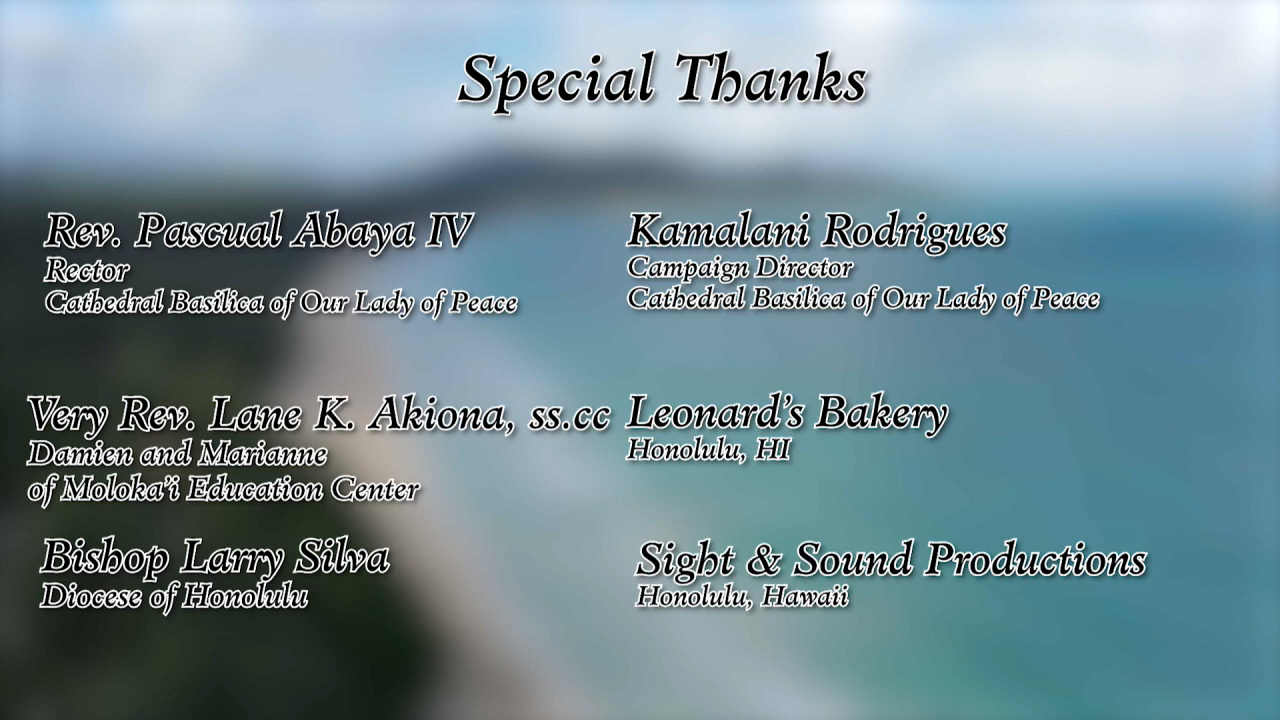 Special Thanks
Rev. Pascual Abaya IV
Rector
Cathedral Basilica of Our Lady of Peace
Kamalani Rodrigues
Campaign Director
Cathedral Basilica of Our Lady of Peace
Very Rev. Lane K. Akiona, ss.cc
Damien and Marianne
of Moloka'i Education Center
Leonard's Bakery
Honolulu, HI
Bishop Larry Silva
Diocese of Honolulu
Sight & Sound Productions
Honolulu, Hawaii